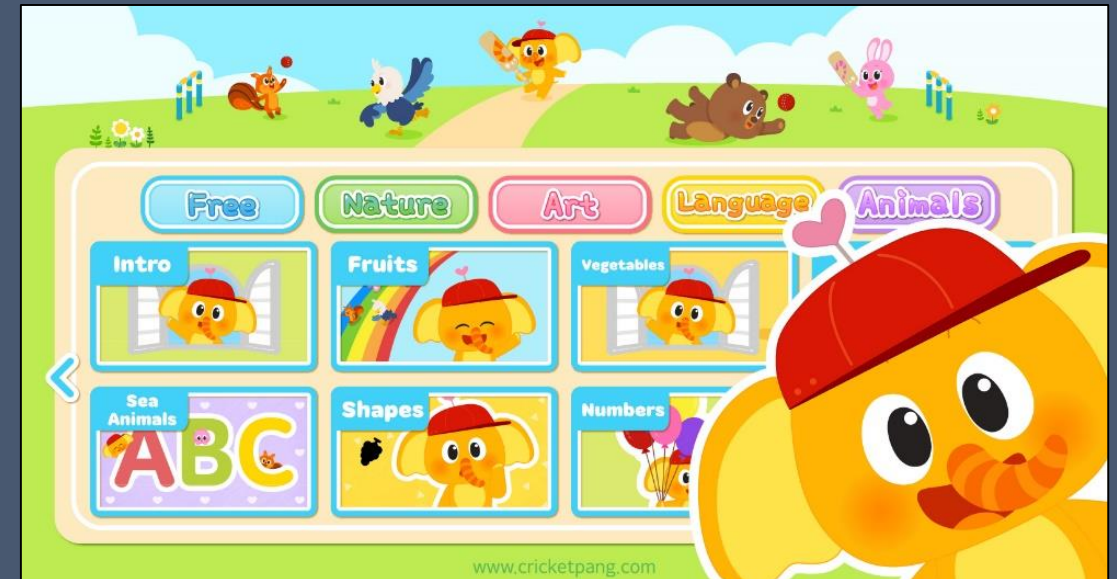 Free
Nature
Art
Language
Animals
Intro
Fruits
Vegetables
Sea
Animals
Shapes
Numbers
ABC
www.cricketpang.com